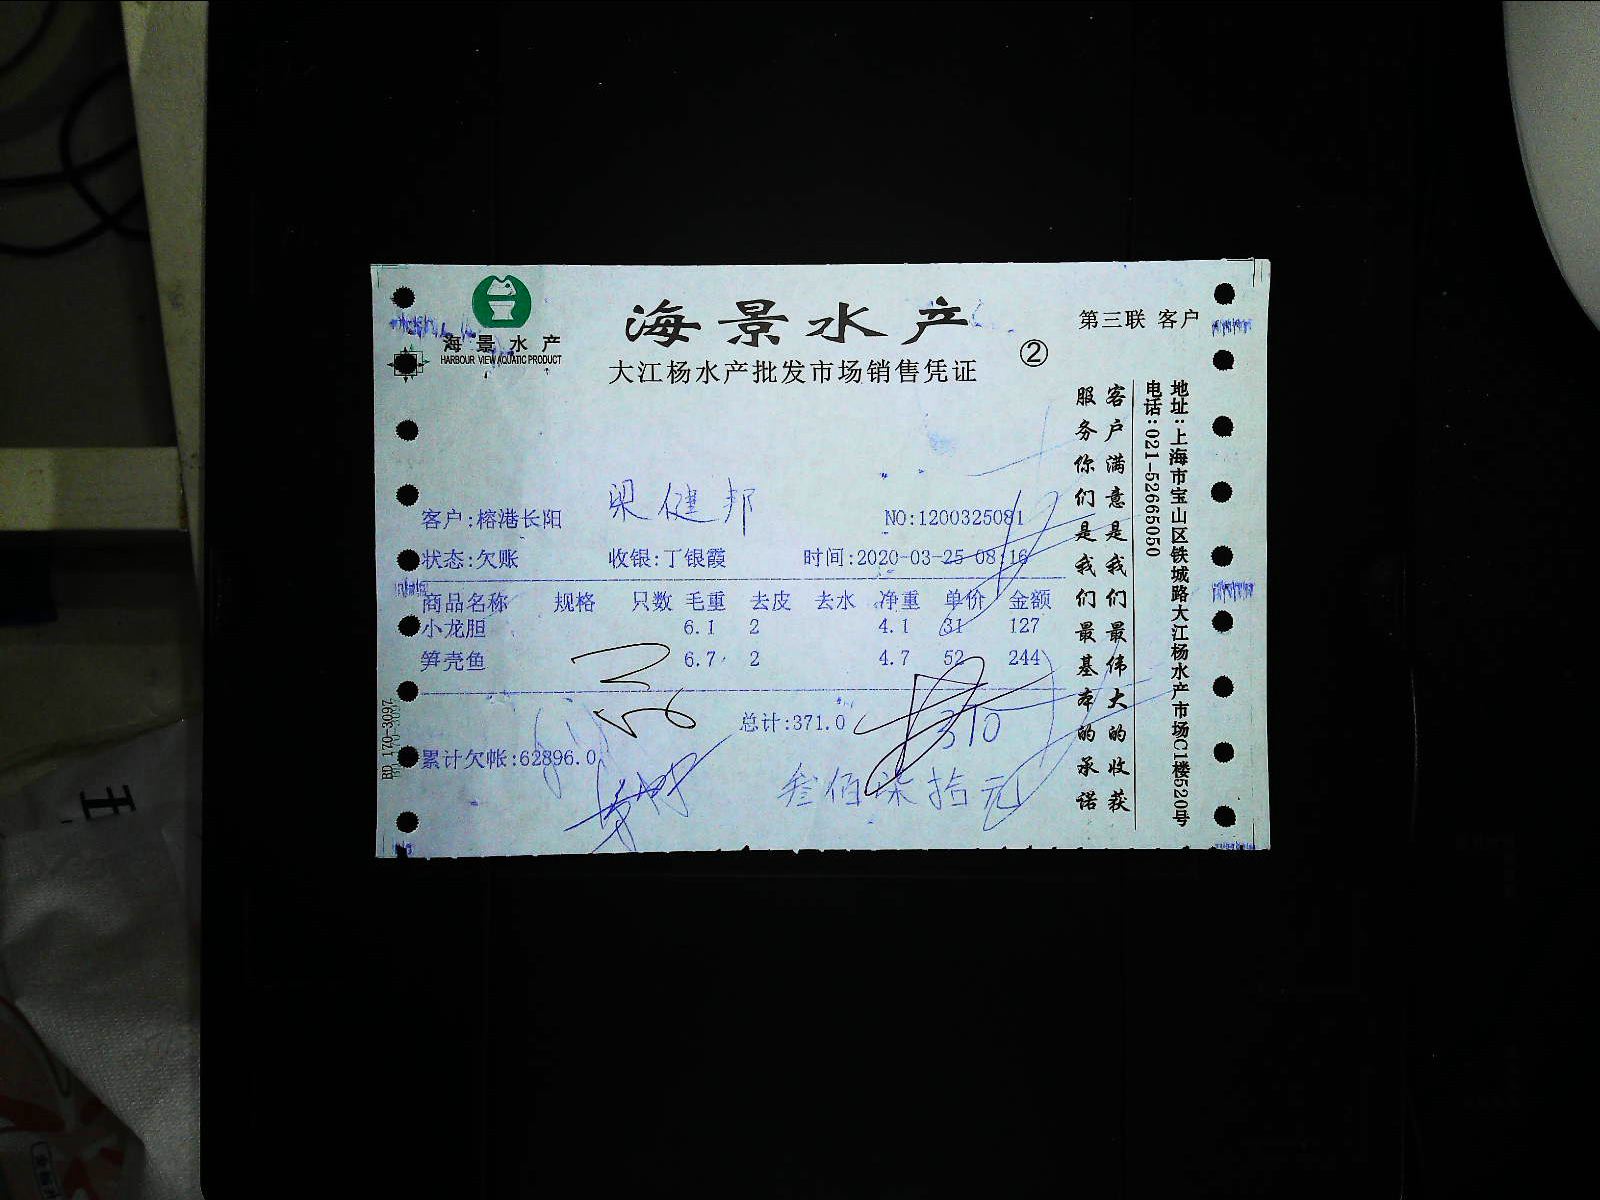 海景水产
HARBOUR VIEW AQUATIC PRODUCT
海景水产
大江杨水产批发市场销售凭证
②
第三联 客户
梁健邦
客户:榕港长阳 NO:1200325081
状态:欠账 收银:丁银霞 时间:2020-03-25 08:16
商品名称 规格 只数 毛重 去皮 去水 净重 单价 金额
小龙胆 6.1 2 4.1 31 127
笋壳鱼 6.7 2 4.7 52 244
总计:371.0
370
累计欠帐:62896.0
叁佰柒拾元
客户满意是我们最伟大的收获
服务你们是我们最基本的承诺
地址:上海市宝山区铁城路大江杨水产市场C1楼520号
电话:021-52665050
BD 170-3097